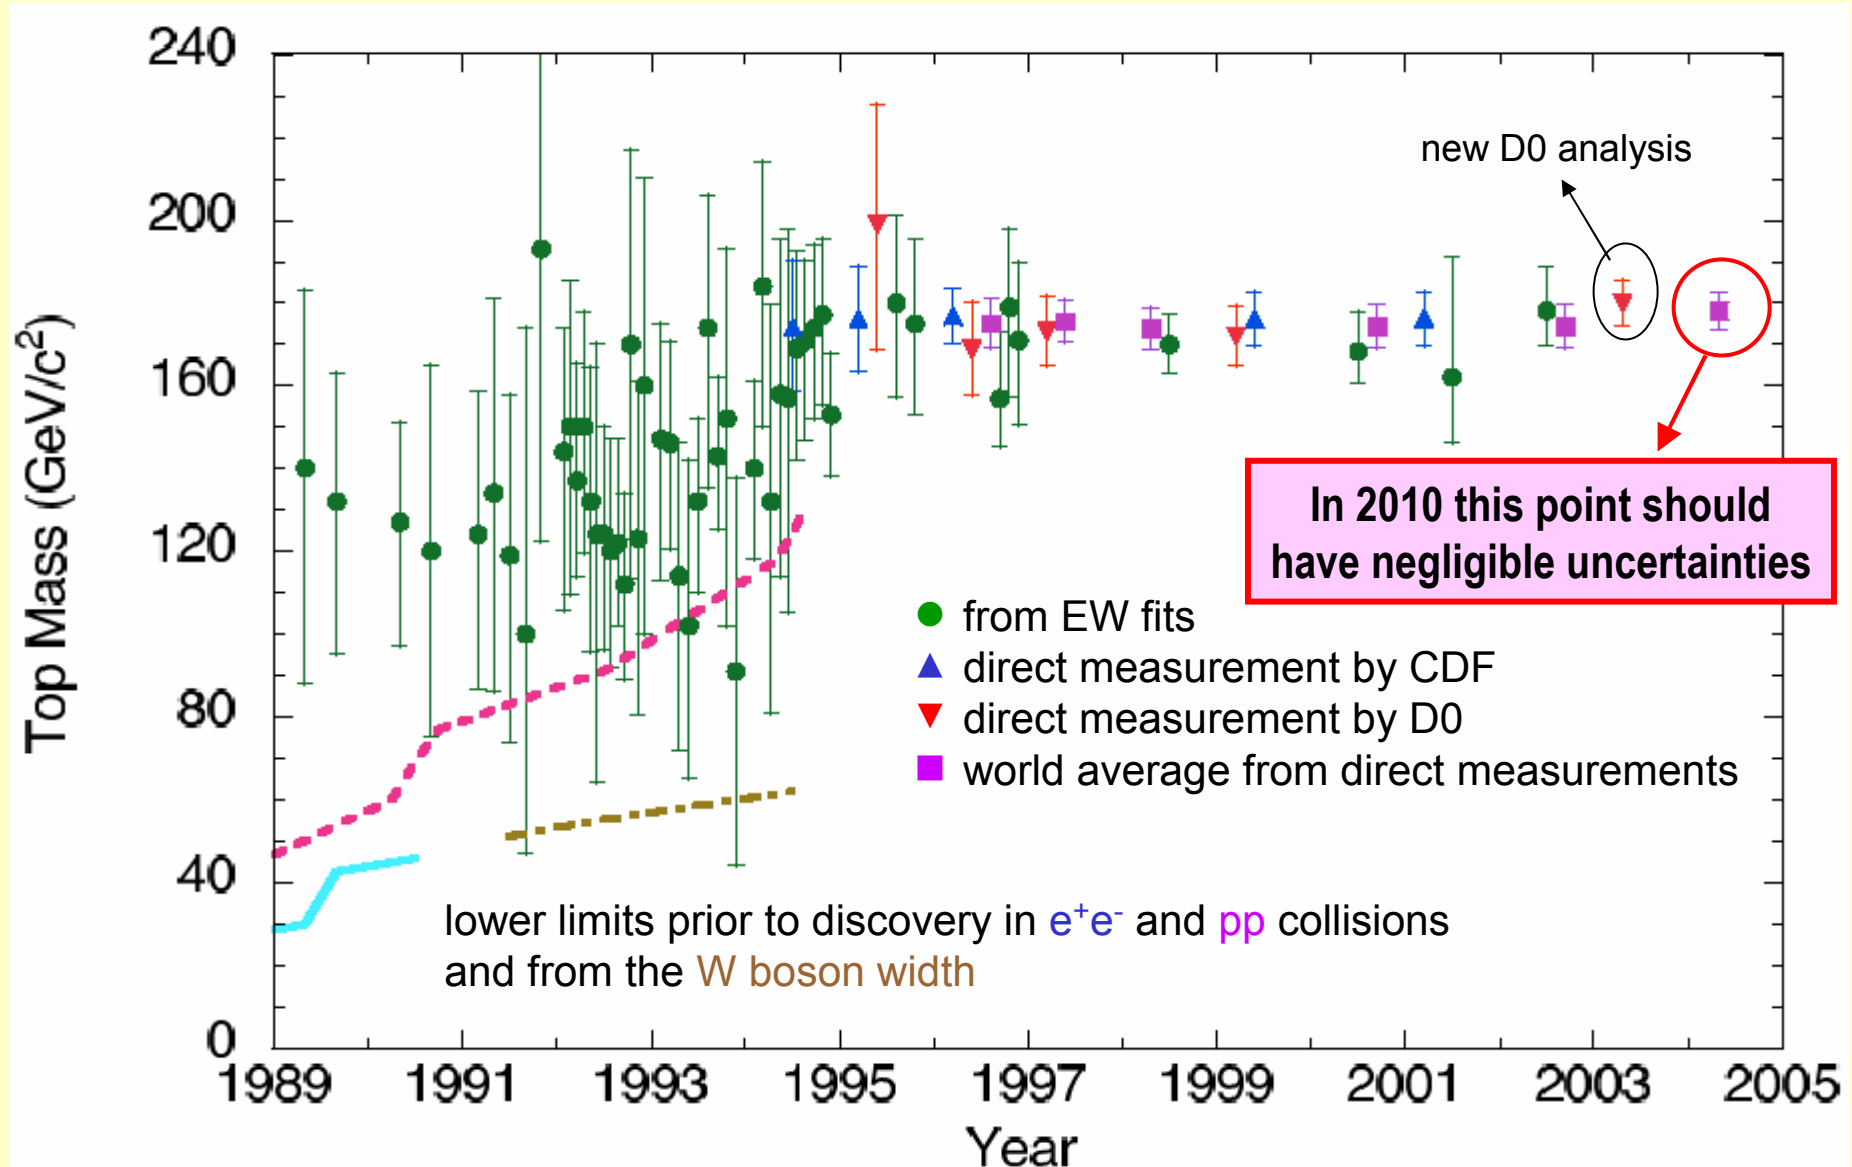 240
200
160
120
80
40
0
Top Mass (GeV/c²)
new D0 analysis
In 2010 this point should
have negligible uncertainties
from EW fits
direct measurement by CDF
direct measurement by D0
world average from direct measurements
lower limits prior to discovery in e⁺e⁻ and pp collisions
and from the W boson width
1989 1991 1993 1995 1997 1999 2001 2003 2005
Year